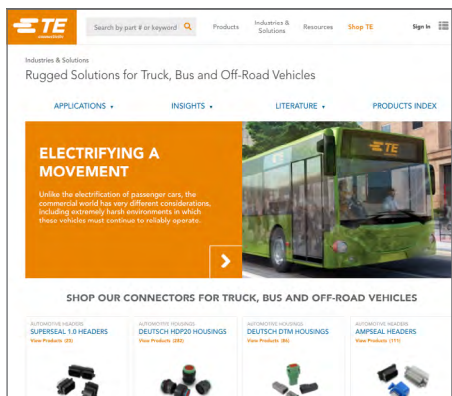 TE
connectivity
Search by part # or keyword
Products
Industries &
Solutions
Resources
Shop TE
Sign In
Industries & Solutions
Rugged Solutions for Truck, Bus and Off-Road Vehicles
APPLICATIONS
INSIGHTS
LITERATURE
PRODUCTS INDEX
ELECTRIFYING A
MOVEMENT
Unlike the electrification of passenger cars, the
commercial world has very different considerations,
including extremely harsh environments in which
these vehicles must continue to reliably operate.
TE
SHOP OUR CONNECTORS FOR TRUCK, BUS AND OFF-ROAD VEHICLES
AUTOMOTIVE HEADERS
SUPERSEAL 1.0 HEADERS
View Products (25)
AUTOMOTIVE HOUSINGS
DEUTSCH HDP20 HOUSINGS
View Products (285)
AUTOMOTIVE HOUSINGS
DEUTSCH DTM HOUSINGS
View Products (86)
AUTOMOTIVE HEADERS
AMPSEAL HEADERS
View Products (111)